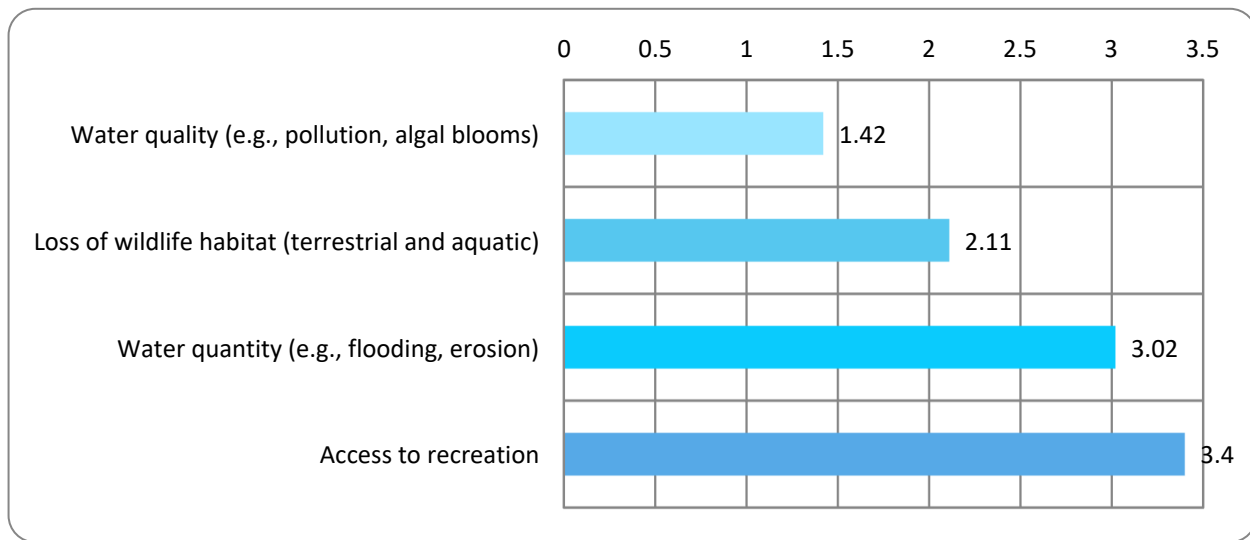 0 0.5 1 1.5 2 2.5 3 3.5
Water quality (e.g., pollution, algal blooms) 1.42
Loss of wildlife habitat (terrestrial and aquatic) 2.11
Water quantity (e.g., flooding, erosion) 3.02
Access to recreation 3.4